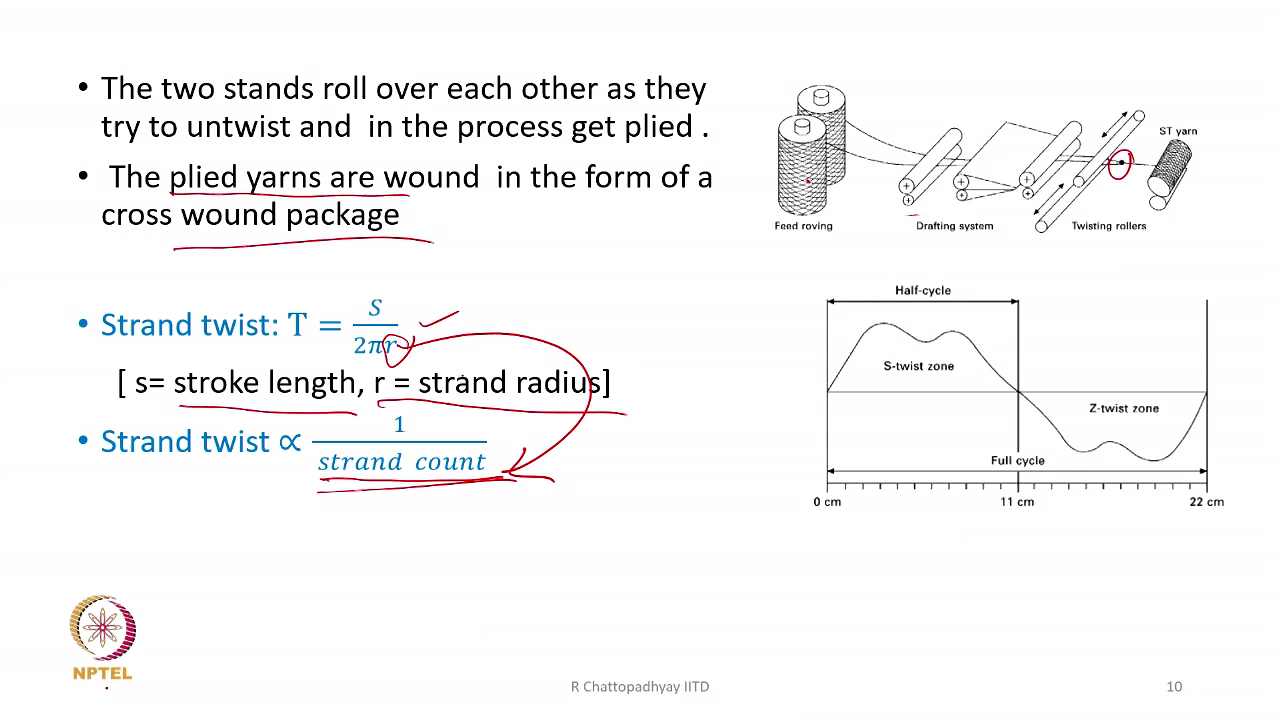 • The two stands roll over each other as they
try to untwist and in the process get plied .
• The plied yarns are wound in the form of a
cross wound package
• Strand twist: T = S / 2πr
[ s= stroke length, r = strand radius]
• Strand twist ∝ 1 / strand count
ST yarn
Feed roving
Drafting system
Twisting rollers
Half-cycle
S-twist zone
Z-twist zone
Full cycle
0 cm
11 cm
22 cm
NPTEL
R Chattopadhyay IITD
10